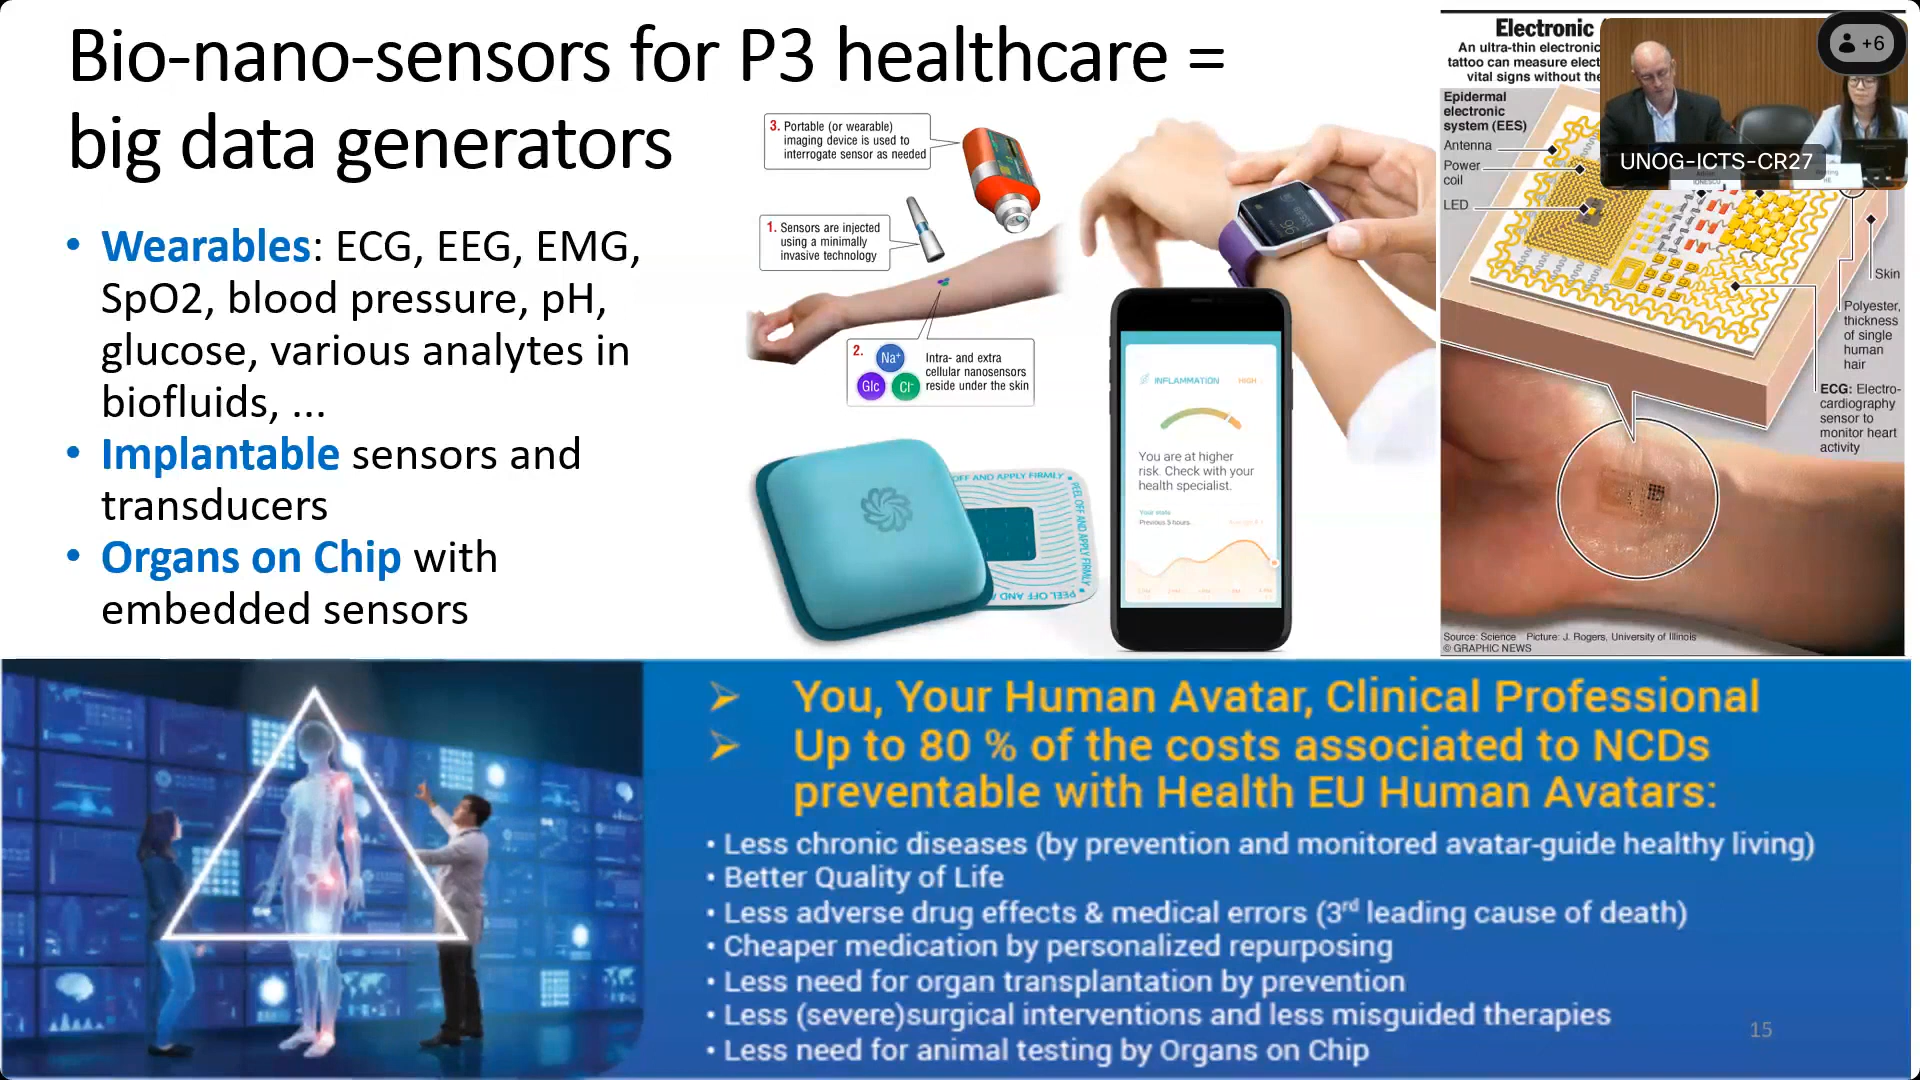 Bio-nano-sensors for P3 healthcare =
big data generators
• Wearables: ECG, EEG, EMG,
SpO2, blood pressure, pH,
glucose, various analytes in
biofluids, ...
• Implantable sensors and
transducers
• Organs on Chip with
embedded sensors
3. Portable (or wearable)
imaging device is used to
interrogate sensor as needed
1. Sensors are injected
using a minimally
invasive technology
2.
Na+
Glc
Cl-
Intra- and extra
cellular nanosensors
reside under the skin
OFF AND APPLY FIRMLY
PEEL OFF AND APPLY FIRMLY
INFLAMMATION HIGH
You are at higher
risk. Check with your
health specialist.
Your state
Previous 5 hours
Electronic
An ultra-thin electronic
tattoo can measure elect
vital signs without the
Epidermal
electronic
system (EES)
Antenna
Power
coil
LED
Skin
Polyester,
thickness
of single
human
hair
ECG: Electro-
cardiography
sensor to
monitor heart
activity
Source: Science Picture: J. Rogers, University of Illinois
© GRAPHIC NEWS
+6
UNOG-ICTS-CR27
➢ You, Your Human Avatar, Clinical Professional
➢ Up to 80 % of the costs associated to NCDs
preventable with Health EU Human Avatars:
• Less chronic diseases (by prevention and monitored avatar-guide healthy living)
• Better Quality of Life
• Less adverse drug effects & medical errors (3rd leading cause of death)
• Cheaper medication by personalized repurposing
• Less need for organ transplantation by prevention
• Less (severe)surgical interventions and less misguided therapies
• Less need for animal testing by Organs on Chip
15